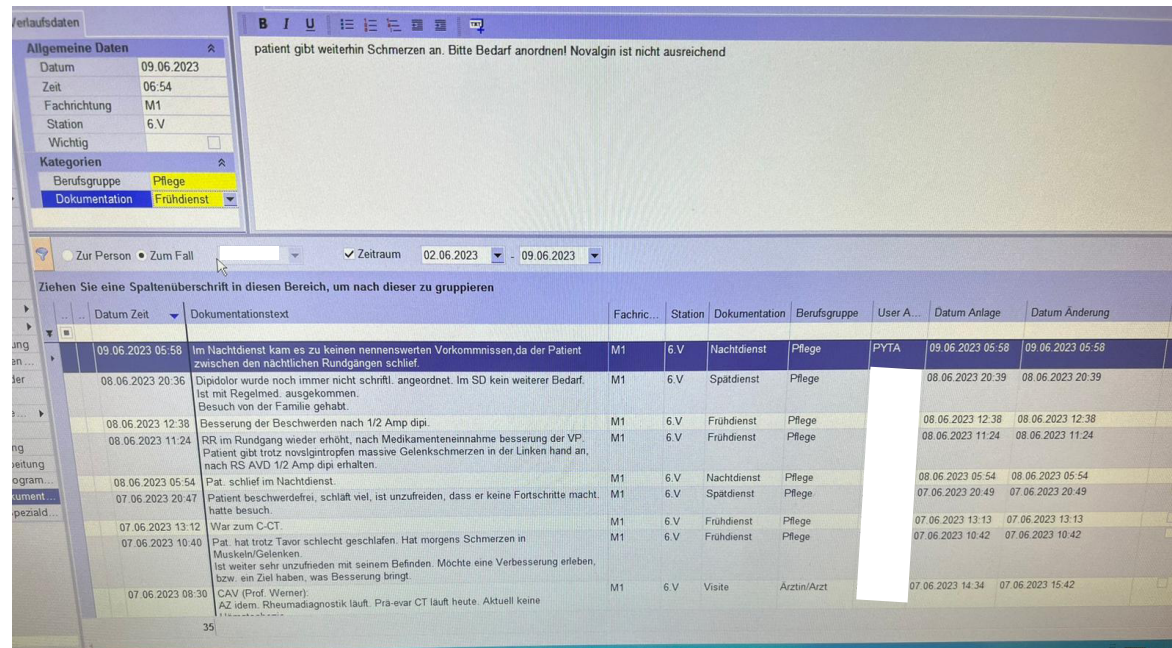 Verlaufsdaten
B I U
Allgemeine Daten
Datum 09.06.2023
Zeit 06:54
Fachrichtung M1
Station 6.V
Wichtig
Kategorien
Berufsgruppe Pflege
Dokumentation Frühdienst
patient gibt weiterhin Schmerzen an. Bitte Bedarf anordnen! Novalgin ist nicht ausreichend
Zur Person Zum Fall Zeitraum 02.06.2023 - 09.06.2023
Ziehen Sie eine Spaltenüberschrift in diesen Bereich, um nach dieser zu gruppieren
.. .. Datum Zeit Dokumentationstext Fachric... Station Dokumentation Berufsgruppe User A... Datum Anlage Datum Änderung
09.06.2023 05:58 Im Nachtdienst kam es zu keinen nennenswerten Vorkommnissen,da der Patient M1 6.V Nachtdienst Pflege PYTA 09.06.2023 05:58 09.06.2023 05:58
zwischen den nächtlichen Rundgängen schlief.
08.06.2023 20:36 Dipidolor wurde noch immer nicht schriftl. angeordnet. Im SD kein weiterer Bedarf. M1 6.V Spätdienst Pflege 08.06.2023 20:39 08.06.2023 20:39
Ist mit Regelmed. ausgekommen.
Besuch von der Familie gehabt.
08.06.2023 12:38 Besserung der Beschwerden nach 1/2 Amp dipi. M1 6.V Frühdienst Pflege 08.06.2023 12:38 08.06.2023 12:38
08.06.2023 11:24 RR im Rundgang wieder erhöht, nach Medikamenteneinnahme besserung der VP. M1 6.V Frühdienst Pflege 08.06.2023 11:24 08.06.2023 11:24
Patient gibt trotz novslgintropfen massive Gelenkschmerzen in der Linken hand an,
nach RS AVD 1/2 Amp dipi erhalten.
08.06.2023 05:54 Pat. schlief im Nachtdienst. M1 6.V Nachtdienst Pflege 08.06.2023 05:54 08.06.2023 05:54
07.06.2023 20:47 Patient beschwerdefrei, schläft viel, ist unzufreiden, dass er keine Fortschritte macht. M1 6.V Spätdienst Pflege 07.06.2023 20:49 07.06.2023 20:49
hatte besuch.
07.06.2023 13:12 War zum C-CT. M1 6.V Frühdienst Pflege 07.06.2023 13:13 07.06.2023 13:13
07.06.2023 10:40 Pat. hat trotz Tavor schlecht geschlafen. Hat morgens Schmerzen in M1 6.V Frühdienst Pflege 07.06.2023 10:42 07.06.2023 10:42
Muskeln/Gelenken.
Ist weiter sehr unzufrieden mit seinem Befinden. Möchte eine Verbesserung erleben,
bzw. ein Ziel haben, was Besserung bringt.
07.06.2023 08:30 CAV (Prof. Werner): M1 6.V Visite Ärztin/Arzt 07.06.2023 14:34 07.06.2023 15:42
AZ idem. Rheumadiagnostik läuft. Prä-evar CT läuft heute. Aktuell keine
35